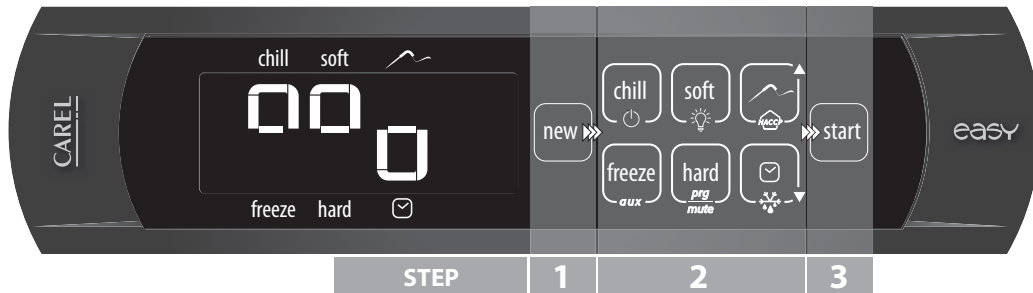 CAREL
chill soft
freeze hard
new
chill soft
HACCP
freeze hard
aux prg
mute
start
easy
STEP 1 2 3